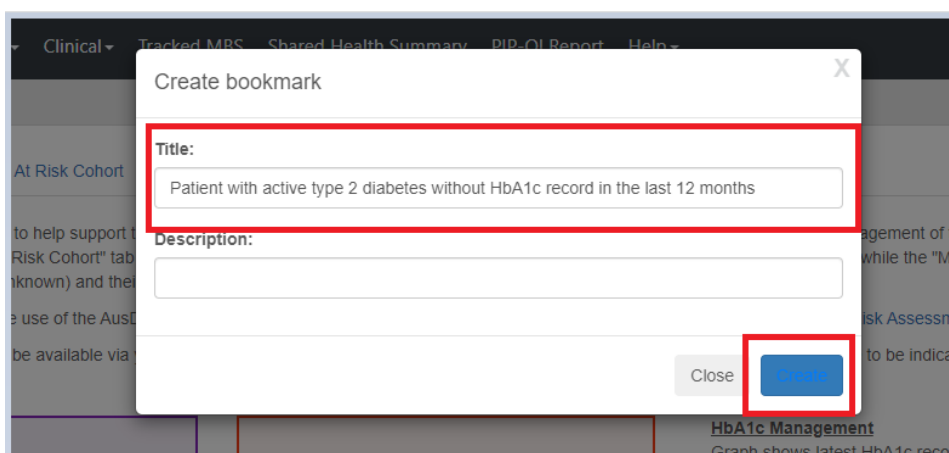 Clinical Tracked MBS Shared Health Summary PIP-QI Report Help
Create bookmark
X
Title:
At Risk Cohort
Patient with active type 2 diabetes without HbA1c record in the last 12 months
to help support
Description:
agement of
Risk Cohort" tab
while the "M
nknown) and thei
e use of the Aus
isk Assessn
be available via
to be indica
Close
Create
HbA1c Management
Graph shows latest HbA1c reco